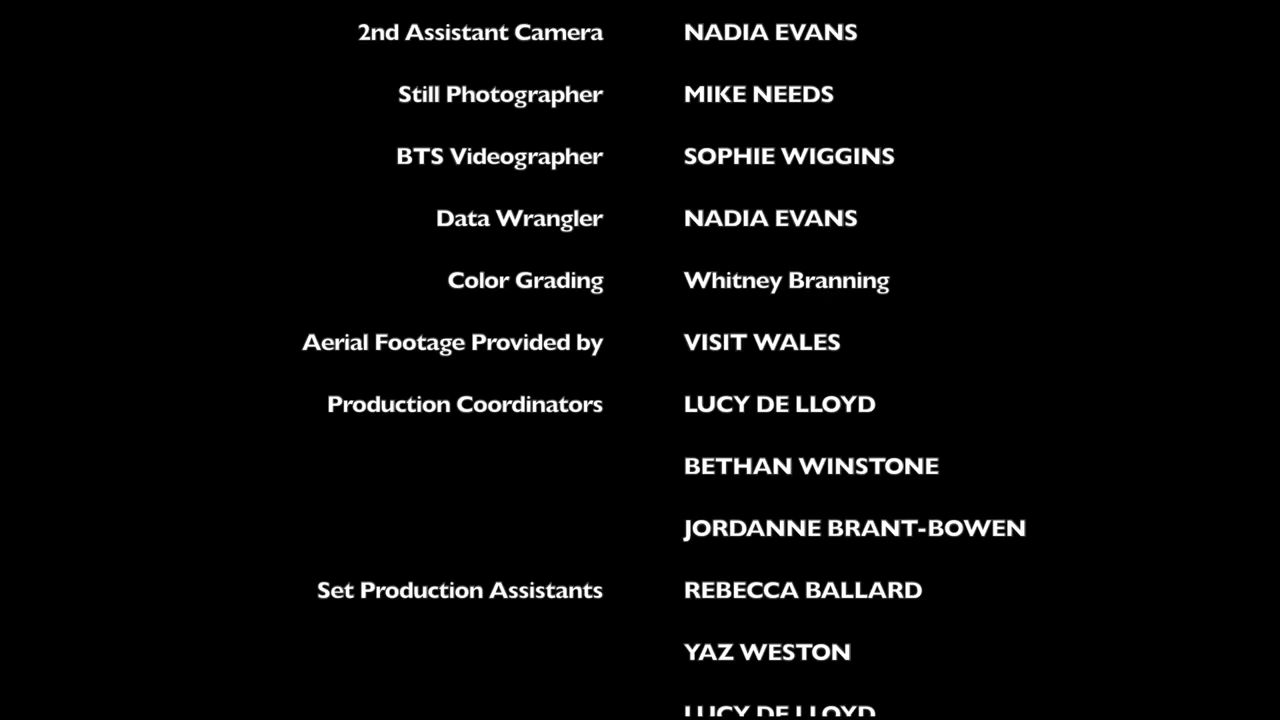 2nd Assistant Camera NADIA EVANS
Still Photographer MIKE NEEDS
BTS Videographer SOPHIE WIGGINS
Data Wrangler NADIA EVANS
Color Grading Whitney Branning
Aerial Footage Provided by VISIT WALES
Production Coordinators LUCY DE LLOYD
BETHAN WINSTONE
JORDANNE BRANT-BOWEN
Set Production Assistants REBECCA BALLARD
YAZ WESTON
LUCY DE LLOYD